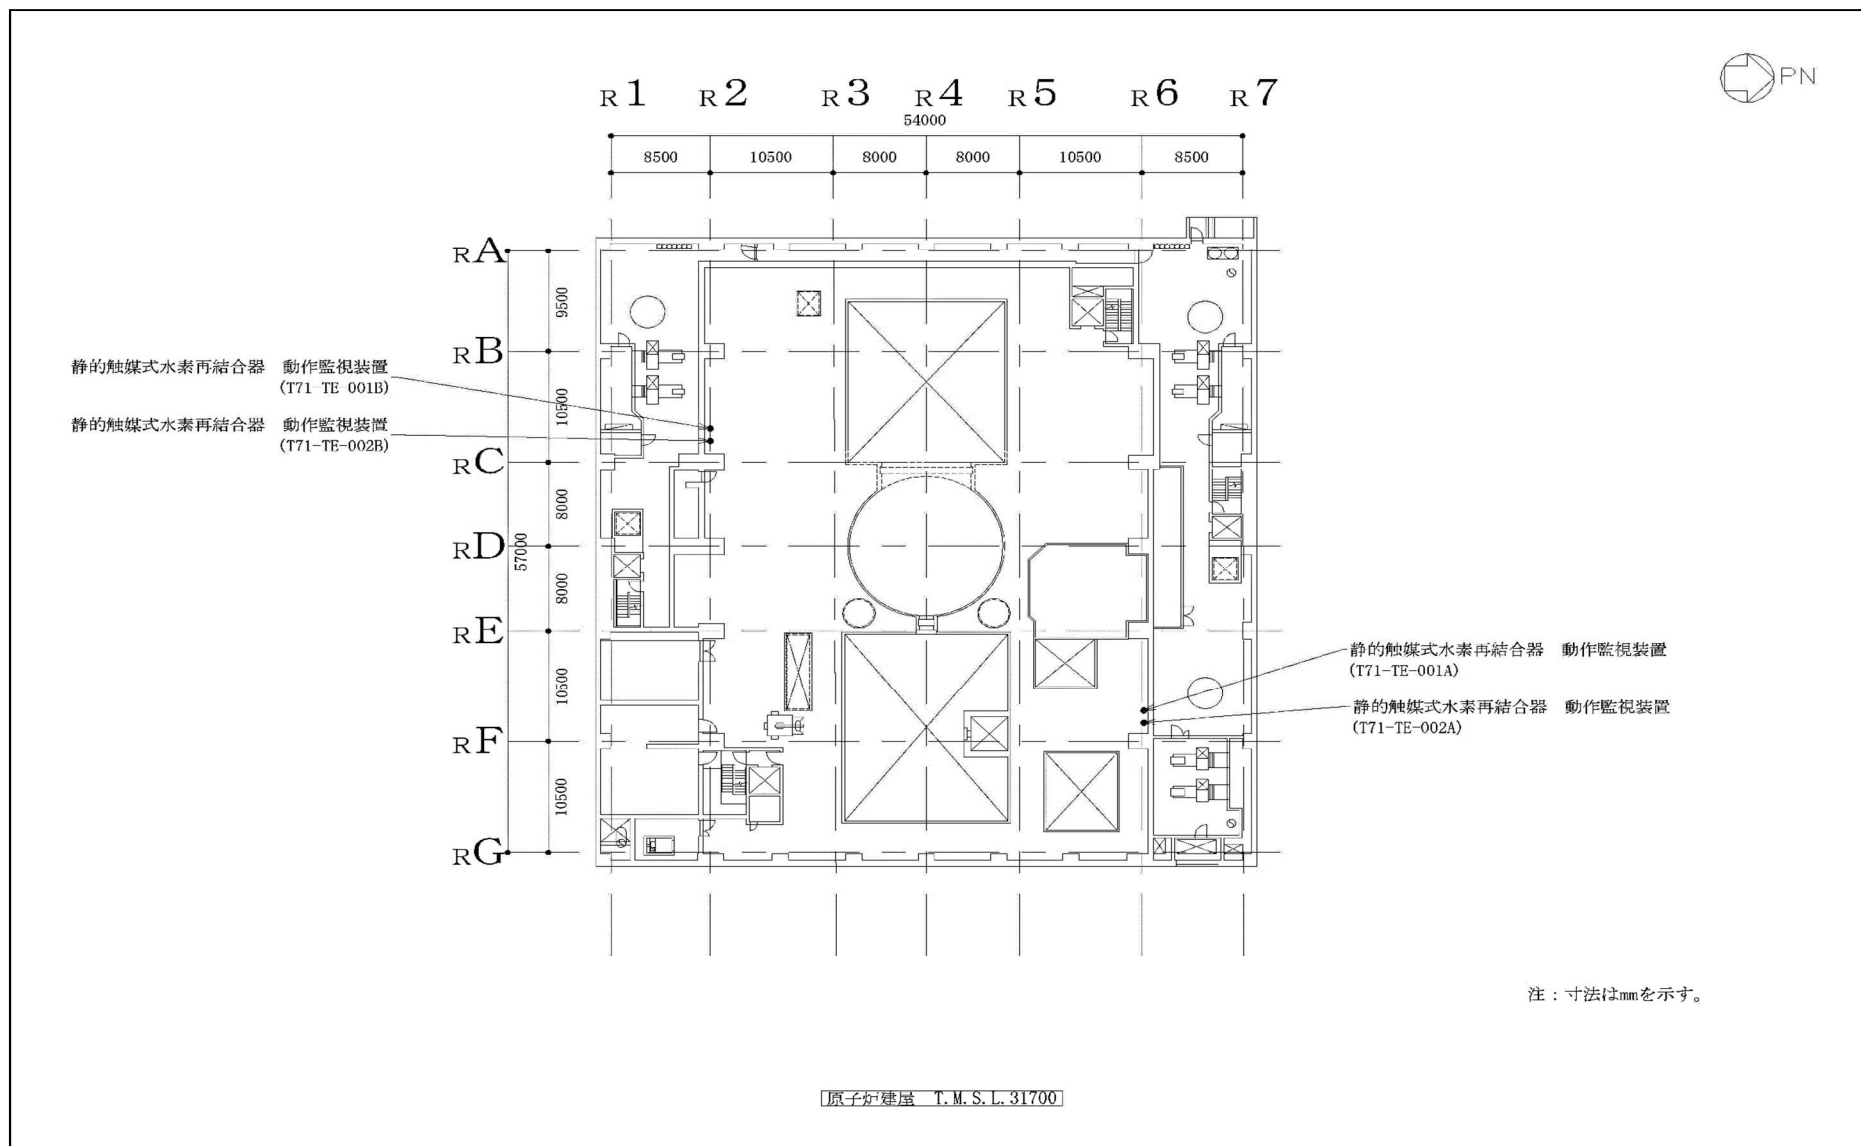 PN
R1 R2 R3 R4 R5 R6 R7
54000
8500 10500 8000 8000 10500 8500
RA
9500
RB
静的触媒式水素再結合器 動作監視装置
(T71-TE-001B)
10500
静的触媒式水素再結合器 動作監視装置
(T71-TE-002B)
RC
8000
RD
57000
8000
RE
静的触媒式水素再結合器 動作監視装置
(T71-TE-001A)
10500
静的触媒式水素再結合器 動作監視装置
(T71-TE-002A)
RF
10500
RG
注:寸法はmmを示す。
原子炉建屋 T.M.S.L.31700